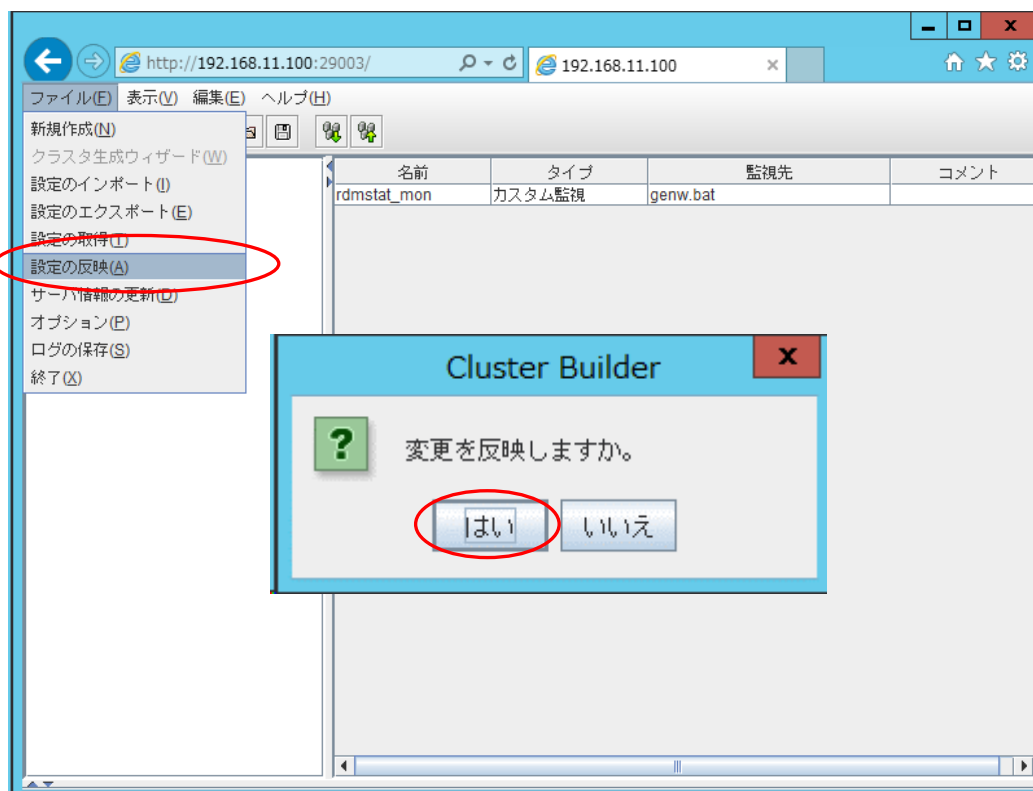 http://192.168.11.100:29003/
192.168.11.100
ファイル(F) 表示(V) 編集(E) ヘルプ(H)
新規作成(N)
クラスタ生成ウィザード(W)
設定のインポート(I)
設定のエクスポート(E)
設定の取得(T)
設定の反映(A)
サーバ情報の更新(D)
オプション(P)
ログの保存(S)
終了(X)
名前 タイプ 監視先 コメント
rdmstat_mon カスタム監視 genw.bat
Cluster Builder
変更を反映しますか。
はい いいえ